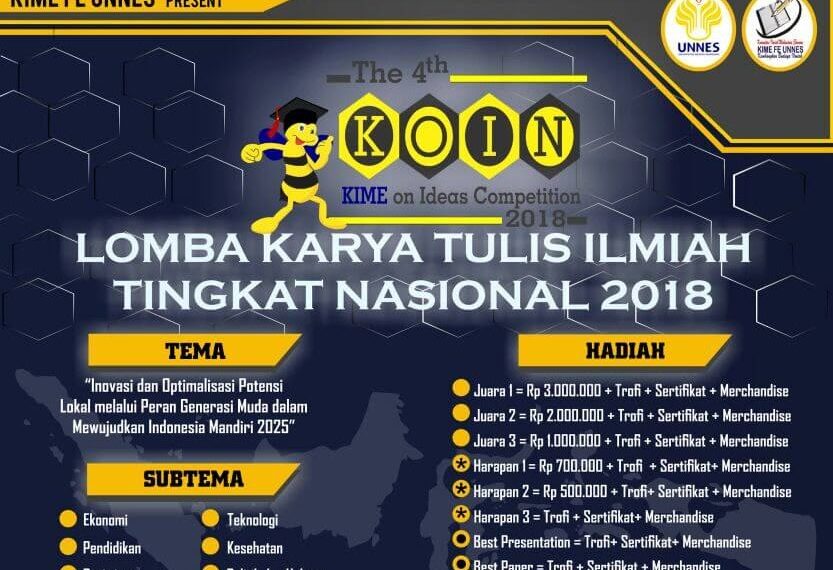 KIME FE UNNES PRESENT
UNNES
KIME FE UNNES
The 4th
KOIN
KIME on Ideas Competition
2018
LOMBA KARYA TULIS ILMIAH
TINGKAT NASIONAL 2018
TEMA
"Inovasi dan Optimalisasi Potensi
Lokal melalui Peran Generasi Muda dalam
Mewujudkan Indonesia Mandiri 2025"
SUBTEMA
Ekonomi
Teknologi
Pendidikan
Kesehatan
HADIAH
Juara 1 = Rp 3.000.000 + Trofi + Sertifikat + Merchandise
Juara 2 = Rp 2.000.000 + Trofi + Sertifikat + Merchandise
Juara 3 = Rp 1.000.000 + Trofi + Sertifikat + Merchandise
Harapan 1 = Rp 700.000 + Trofi + Sertifikat+ Merchandise
Harapan 2 = Rp 500.000 + Trofi+ Sertifikat+ Merchandise
Harapan 3 = Trofi + Sertifikat+ Merchandise
Best Presentation = Trofi+ Sertifikat+ Merchandise
Best Paper = Trofi + Sertifikat+ Merchandise